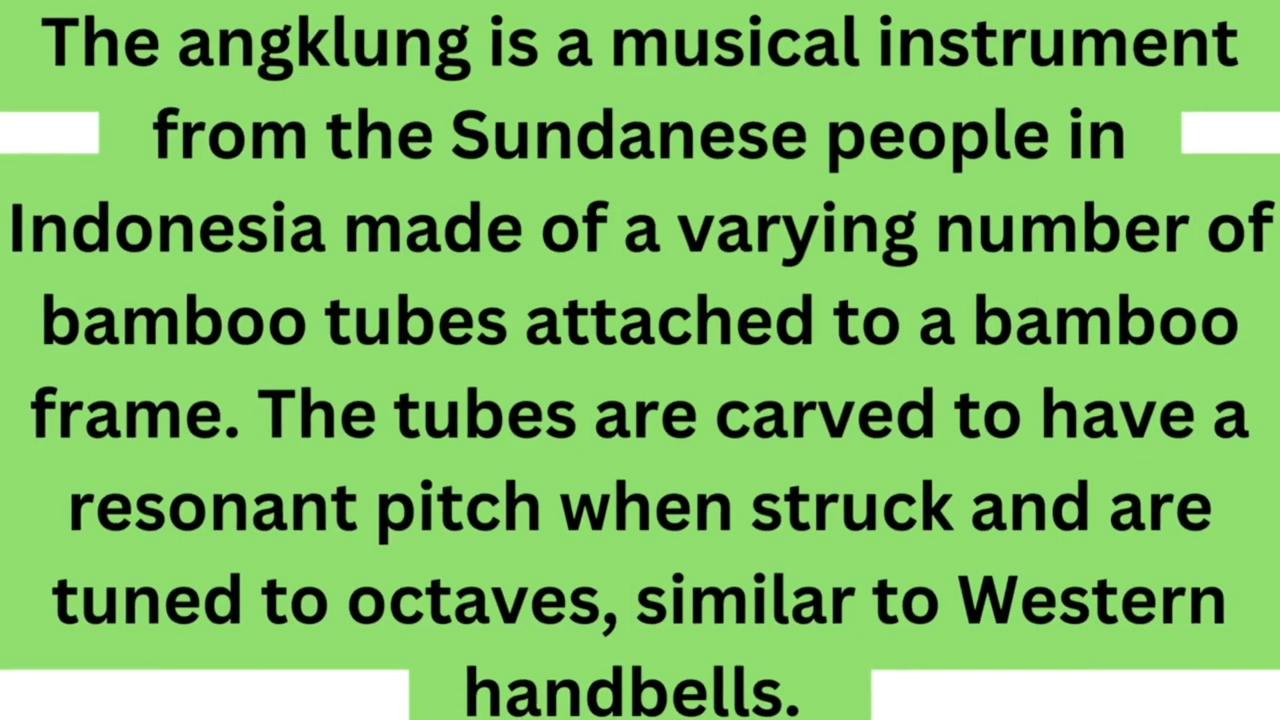 The angklung is a musical instrument
from the Sundanese people in
Indonesia made of a varying number of
bamboo tubes attached to a bamboo
frame. The tubes are carved to have a
resonant pitch when struck and are
tuned to octaves, similar to Western
handbells.